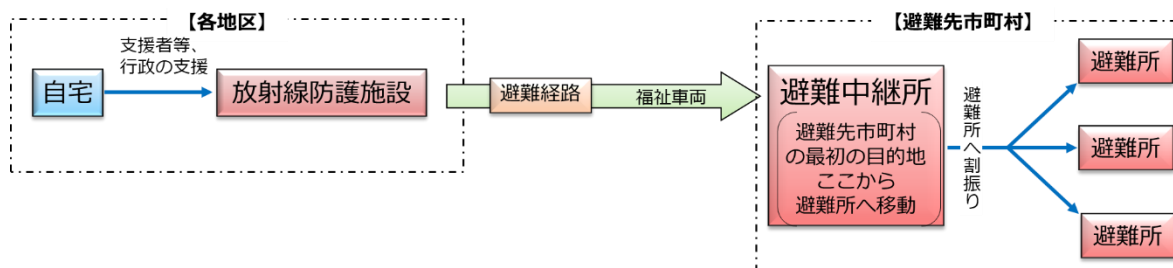 【各地区】
支援者等、
行政の支援
自宅
放射線防護施設
避難経路
福祉車両
【避難先市町村】
避難中継所
避難先市町村
の最初の目的地
ここから
避難所へ移動
避難所へ割振り
避難所
避難所
避難所